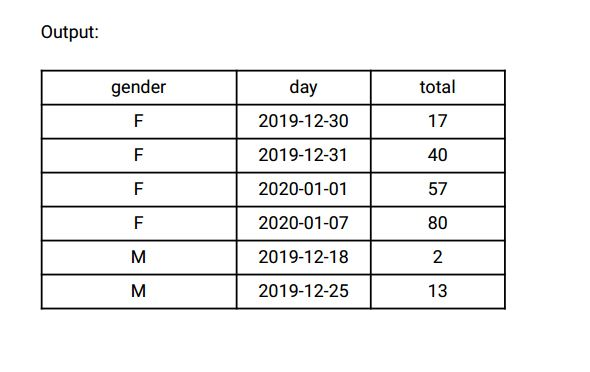 Output:
gender day total
F 2019-12-30 17
F 2019-12-31 40
F 2020-01-01 57
F 2020-01-07 80
M 2019-12-18 2
M 2019-12-25 13